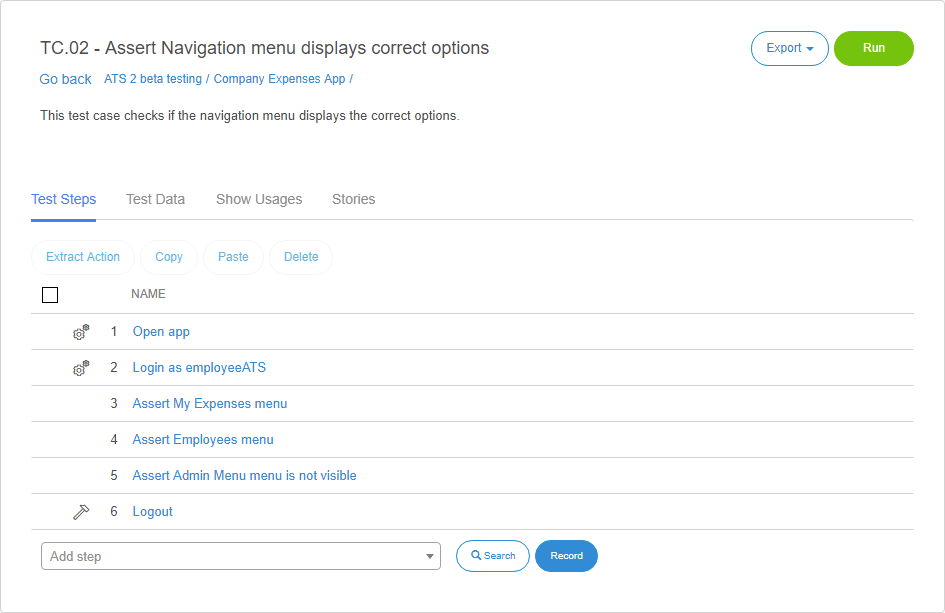 TC.02 - Assert Navigation menu displays correct options
Export
Run
Go back ATS 2 beta testing / Company Expenses App /
This test case checks if the navigation menu displays the correct options.
Test Steps Test Data Show Usages Stories
Extract Action Copy Paste Delete
NAME
1 Open app
2 Login as employeeATS
3 Assert My Expenses menu
4 Assert Employees menu
5 Assert Admin Menu menu is not visible
6 Logout
Add step Search Record